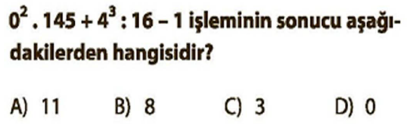 0² . 145 + 4³ : 16 – 1 işleminin sonucu aşağı-
dakilerden hangisidir?
A) 11 B) 8 C) 3 D) 0